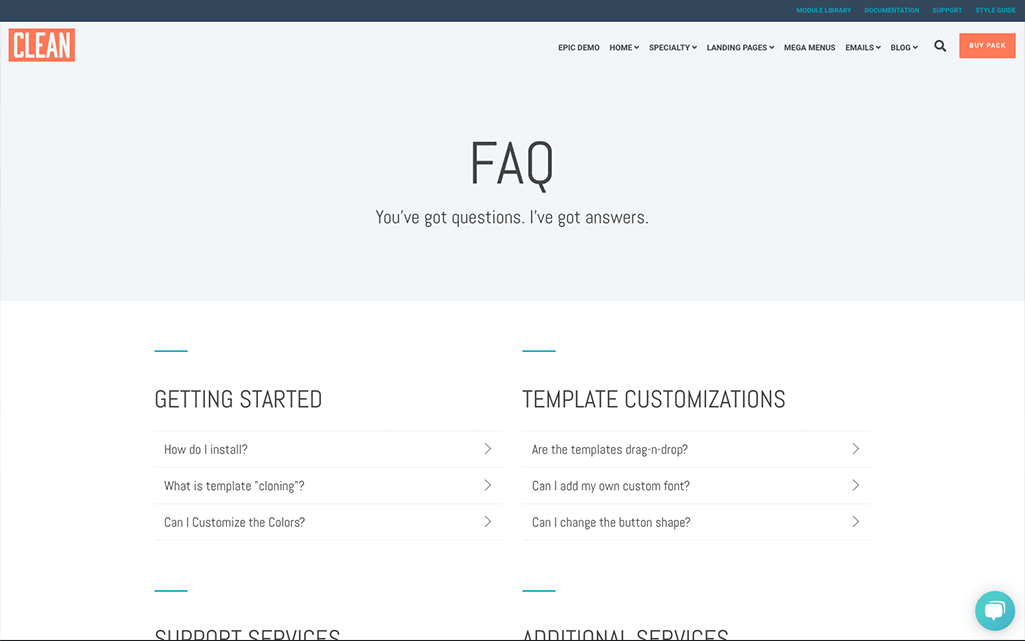 MODULE LIBRARY DOCUMENTATION SUPPORT STYLE GUIDE
CLEAN
EPIC DEMO HOME SPECIALTY LANDING PAGES MEGA MENUS EMAILS BLOG BUY PACK
FAQ
You've got questions. I've got answers.
GETTING STARTED
How do I install?
What is template "cloning"?
Can I Customize the Colors?
TEMPLATE CUSTOMIZATIONS
Are the templates drag-n-drop?
Can I add my own custom font?
Can I change the button shape?
SUPPORT SERVICES
ADDITIONAL SERVICES